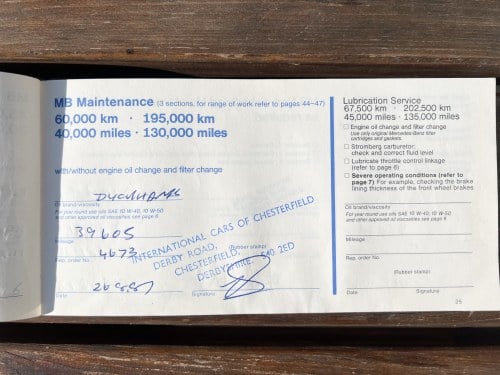 MB Maintenance (3 sections, for range of work refer to pages 44–47)
60,000 km · 195,000 km
40,000 miles · 130,000 miles
with/without engine oil change and filter change
Oil brand/viscosity
For year round use oils SAE 10 W-40, 10 W-50
and other approved oil viscosities see page 6
39605
Mileage
4673
Rep. order No.
(Rubber stamp)
INTERNATIONAL CARS OF CHESTERFIELD
DERBY ROAD,
CHESTERFIELD,
DERBYSHIRE. S40 2ED
Date
Signature
Lubrication Service
67,500 km · 202,500 km
45,000 miles · 135,000 miles
Engine oil change and filter change
Use only original Mercedes-Benz filter
cartridges and gaskets.
Stromberg carburetor:
check and correct fluid level
Lubricate throttle control linkage
(refer to page 6)
Severe operating conditions (refer to
page 7) For example, checking the brake
lining thickness of the front wheel brakes
Oil brand/viscosity
For year round use oils SAE 10 W-40, 10 W-50
and other approved oil viscosities see page 6
Mileage
Rep. order No.
(Rubber stamp)
Date
Signature
25